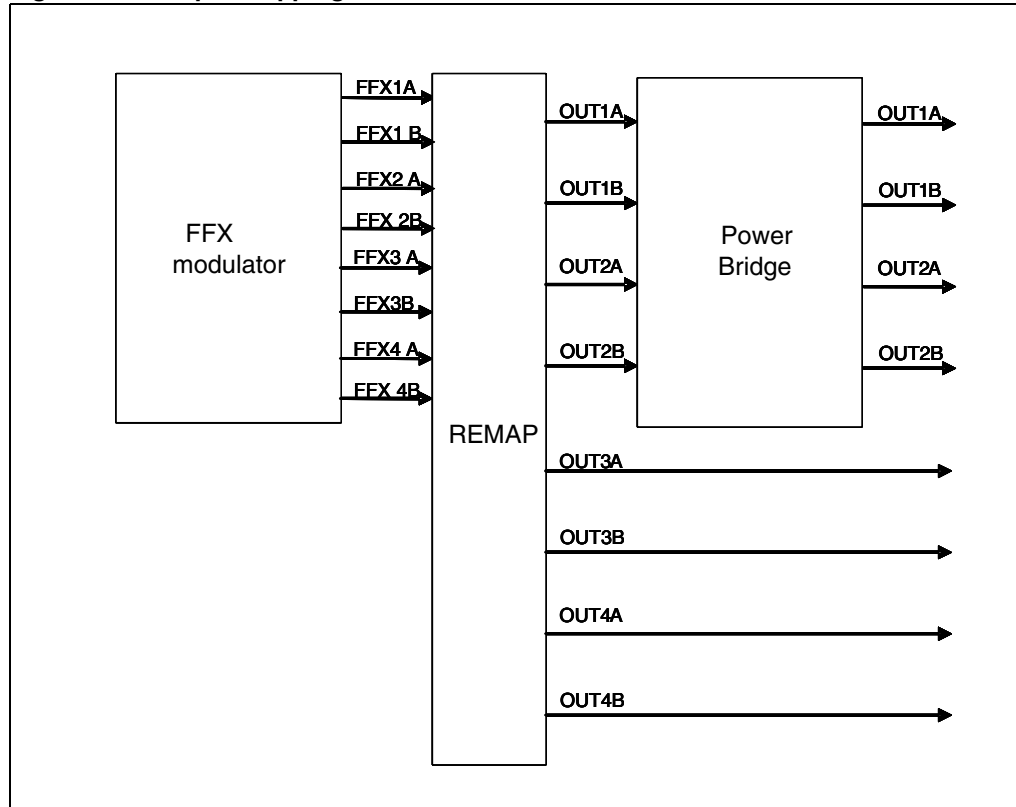 FFX
modulator
FFX1A
FFX1 B
FFX2 A
FFX 2B
FFX3 A
FFX3B
FFX4 A
FFX 4B
REMAP
OUT1A
OUT1B
OUT2A
OUT2B
OUT3A
OUT3B
OUT4A
OUT4B
Power
Bridge
OUT1A
OUT1B
OUT2A
OUT2B